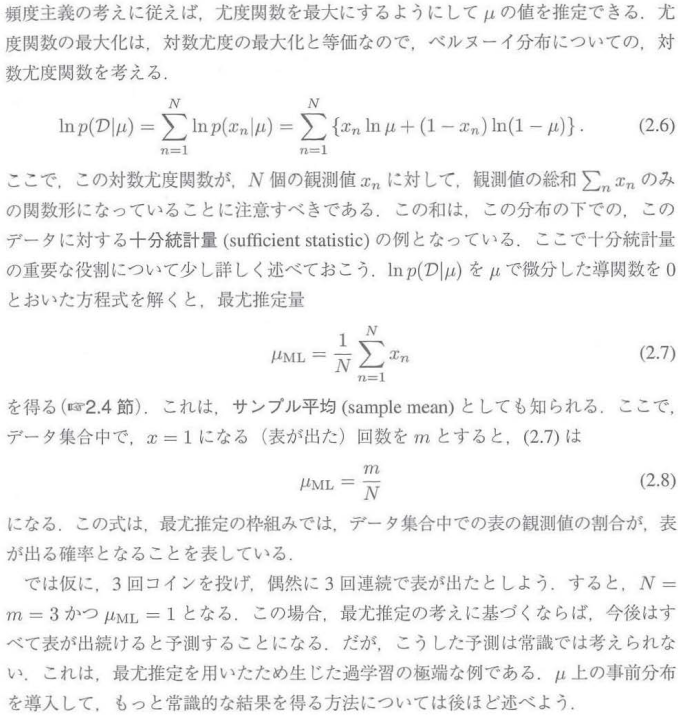 頻度主義の考えに従えば，尤度関数を最大にするようにして μ の値を推定できる．尤
度関数の最大化は，対数尤度の最大化と等価なので，ベルヌーイ分布についての，対
数尤度関数を考える．
ln p(𝒟|μ) = ∑_{n=1}^{N} ln p(x_n|μ) = ∑_{n=1}^{N} {x_n ln μ + (1 − x_n) ln(1 − μ)} . (2.6)
ここで，この対数尤度関数が，N 個の観測値 x_n に対して，観測値の総和 ∑_n x_n のみ
の関数形になっていることに注意すべきである．この和は，この分布の下での，この
データに対する十分統計量 (sufficient statistic) の例となっている．ここで十分統計量
の重要な役割について少し詳しく述べておこう．ln p(𝒟|μ) を μ で微分した導関数を 0
とおいた方程式を解くと，最尤推定量
μ_ML = 1/N ∑_{n=1}^{N} x_n (2.7)
を得る(☞2.4 節)．これは，サンプル平均 (sample mean) としても知られる．ここで，
データ集合中で，x = 1 になる（表が出た）回数を m とすると，(2.7) は
μ_ML = m/N (2.8)
になる．この式は，最尤推定の枠組みでは，データ集合中での表の観測値の割合が，表
が出る確率となることを表している．
では仮に，3 回コインを投げ，偶然に 3 回連続で表が出たとしよう．すると，N =
m = 3 かつ μ_ML = 1 となる．この場合，最尤推定の考えに基づくならば，今後はす
べて表が出続けると予測することになる．だが，こうした予測は常識では考えられな
い．これは，最尤推定を用いたため生じた過学習の極端な例である．μ 上の事前分布
を導入して，もっと常識的な結果を得る方法については後ほど述べよう．